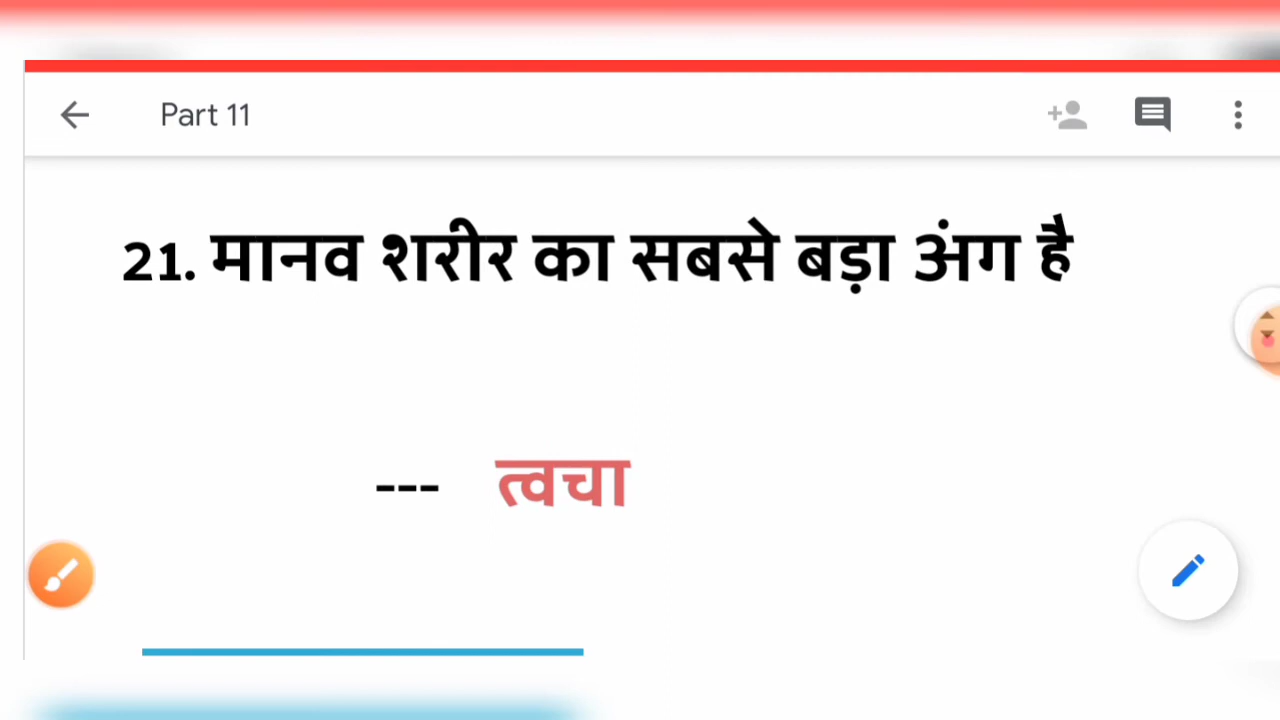 Part 11
21. मानव शरीर का सबसे बड़ा अंग है
--- त्वचा